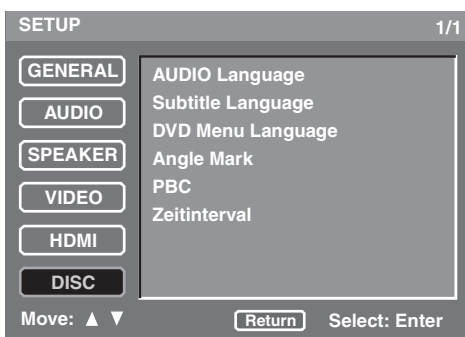 SETUP 1/1
GENERAL
AUDIO
SPEAKER
VIDEO
HDMI
DISC
AUDIO Language
Subtitle Language
DVD Menu Language
Angle Mark
PBC
Zeitinterval
Move: ▲ ▼ Return Select: Enter